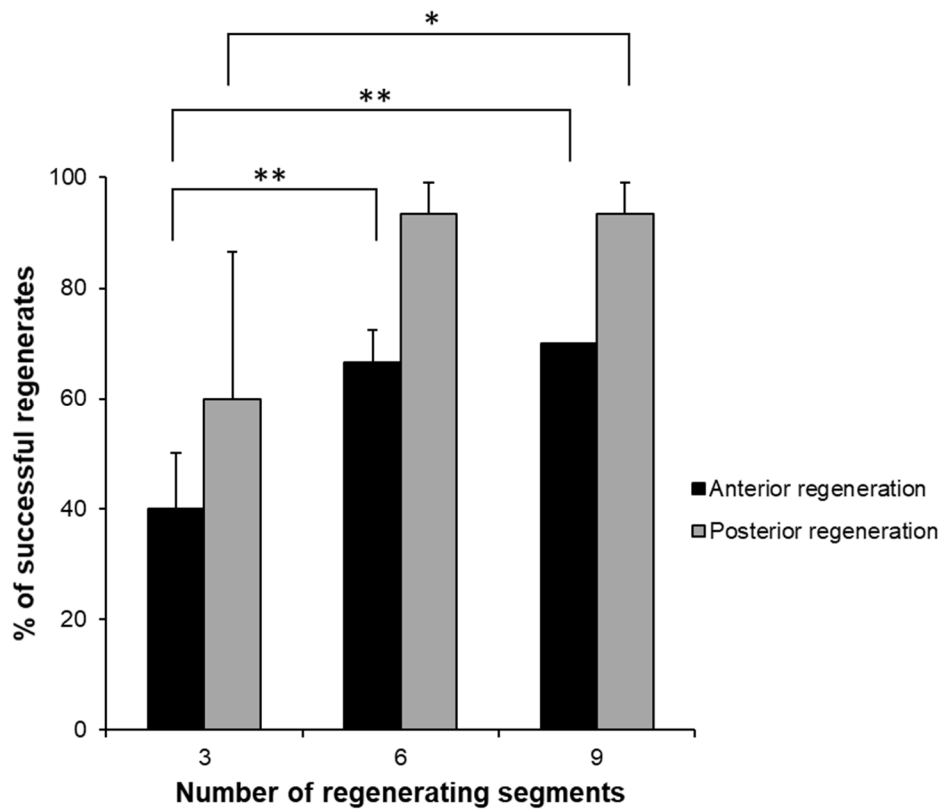 *
**
**
100
80
60
40
20
0
% of successful regenerates
Anterior regeneration
Posterior regeneration
3 6 9
Number of regenerating segments